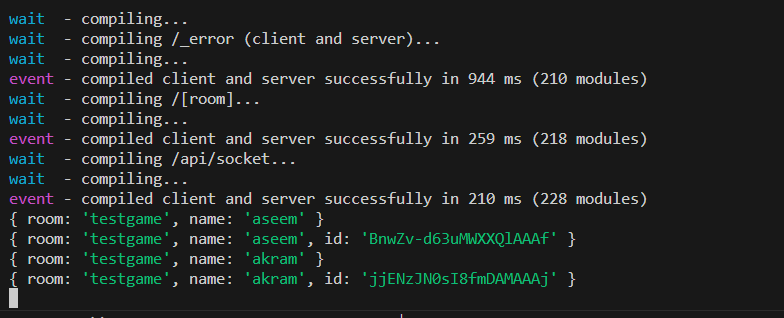 wait  - compiling...
wait  - compiling /_error (client and server)...
wait  - compiling...
event - compiled client and server successfully in 944 ms (210 modules)
wait  - compiling /[room]...
wait  - compiling...
event - compiled client and server successfully in 259 ms (218 modules)
wait  - compiling /api/socket...
wait  - compiling...
event - compiled client and server successfully in 210 ms (228 modules)
{ room: 'testgame', name: 'aseem' }
{ room: 'testgame', name: 'aseem', id: 'BnwZv-d63uMWXXQlAAAf' }
{ room: 'testgame', name: 'akram' }
{ room: 'testgame', name: 'akram', id: 'jjENzJN0sI8fmDAMAAAj' }